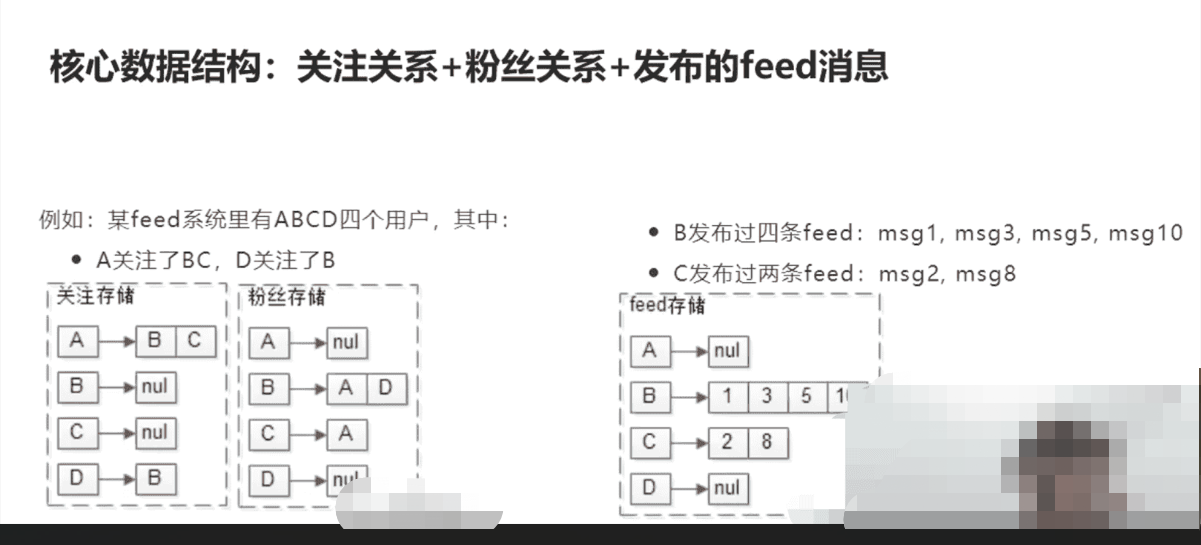 核心数据结构：关注关系+粉丝关系+发布的feed消息
例如：某feed系统里有ABCD四个用户，其中：
• A关注了BC，D关注了B
关注存储
A B C
B nul
C nul
D B
粉丝存储
A nul
B A D
C A
D nul
• B发布过四条feed：msg1, msg3, msg5, msg10
• C发布过两条feed：msg2, msg8
feed存储
A nul
B 1 3 5
C 2 8
D nul